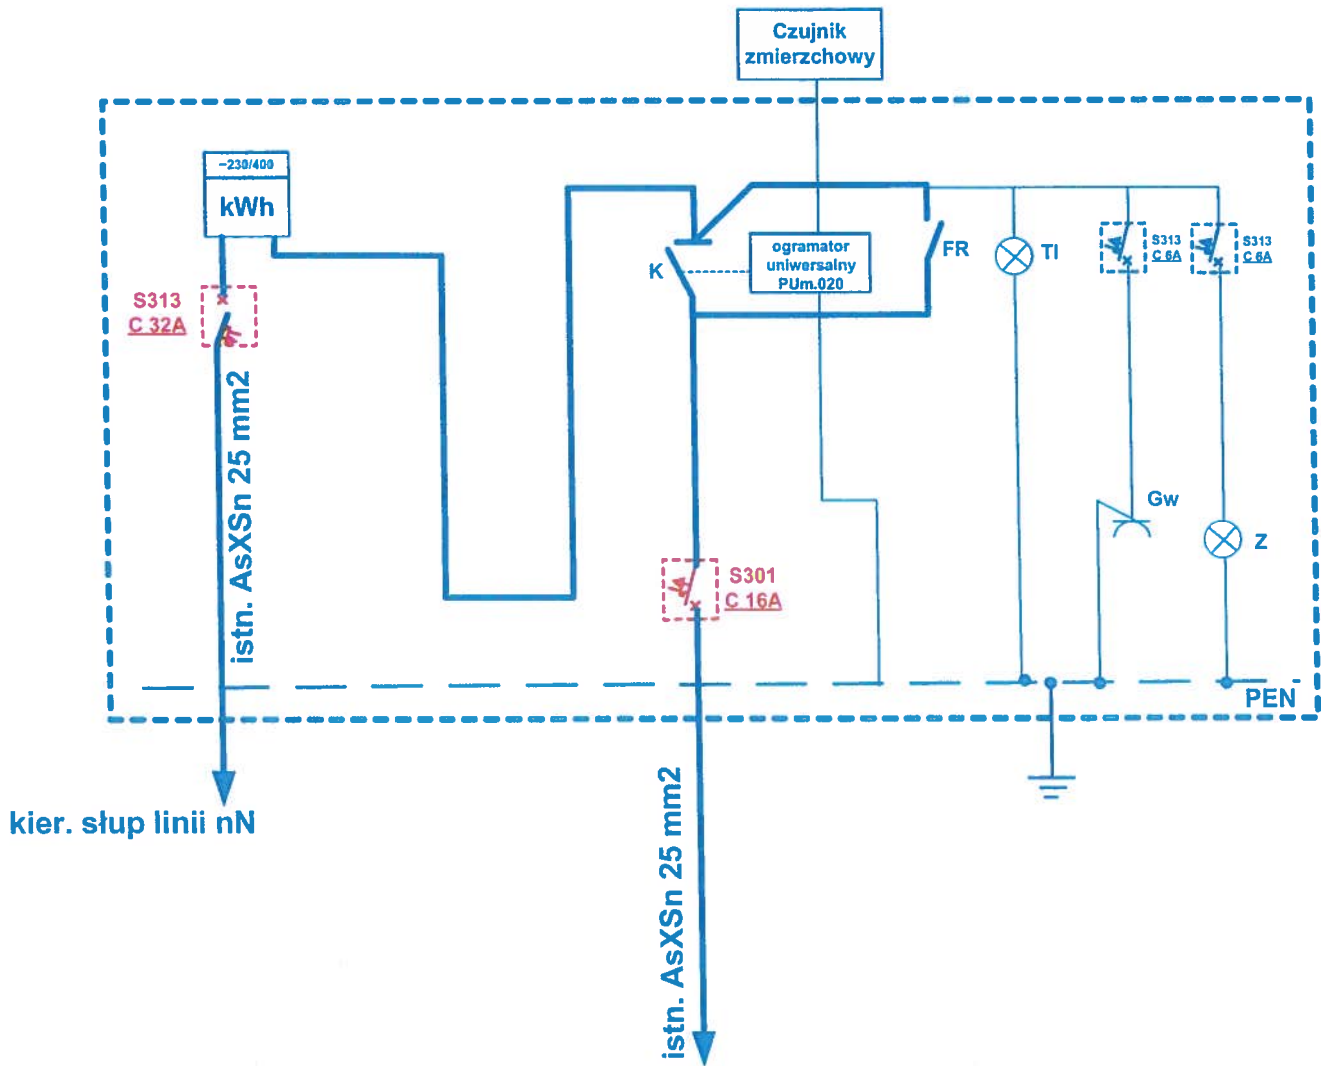 Czujnik
zmierzchowy
~230/400
kWh
S313
C 32A
istn. AsXSn 25 mm2
K
ogramator
uniwersalny
PUm.020
FR
TI
S313
C 6A
S313
C 6A
Gw
Z
S301
C 16A
PEN
kier. słup linii nN
istn. AsXSn 25 mm2